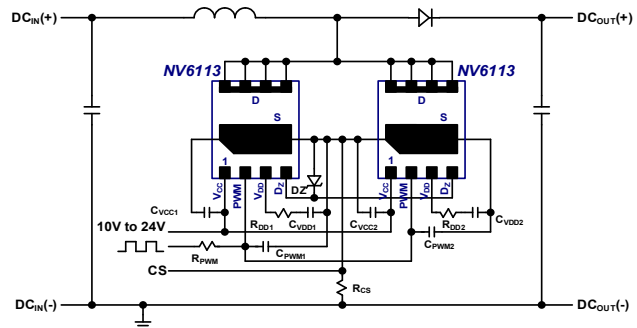 DCIN(+)
DCOUT(+)
NV6113
NV6113
D
D
S
S
1
1
VCC
PWM
VDD
DZ
DZ
VCC
PWM
VDD
DZ
CVCC1
RDD1
CVDD1
CVCC2
RDD2
CVDD2
10V to 24V
RPWM
CPWM1
CPWM2
CS
RCS
DCIN(-)
DCOUT(-)